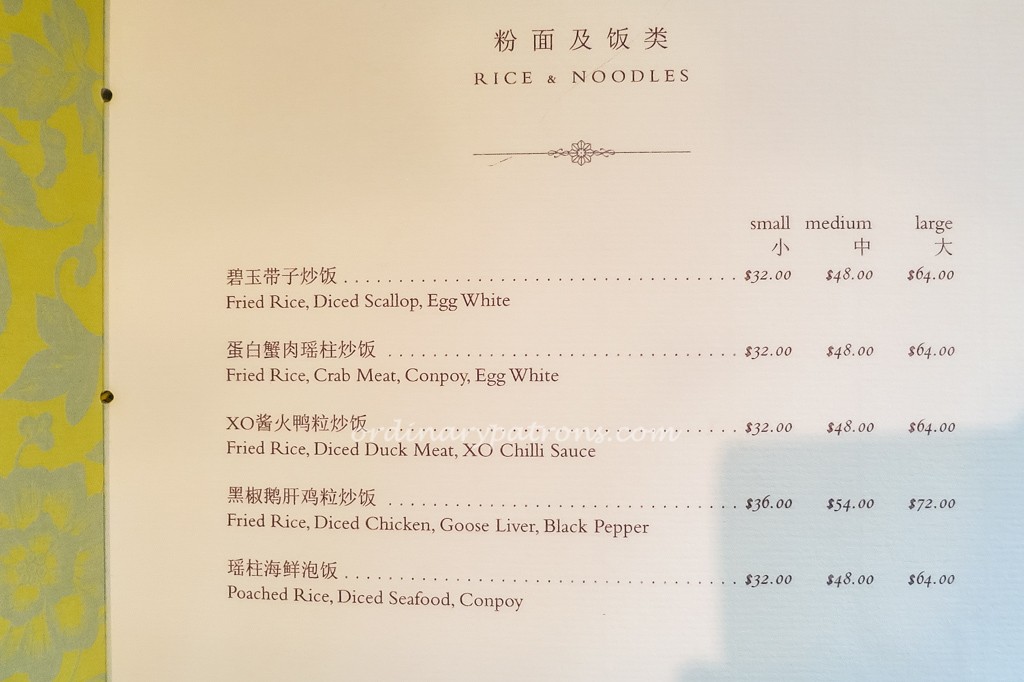 粉面及饭类
RICE & NOODLES
small medium large
小 中 大
碧玉带子炒饭 $32.00 $48.00 $64.00
Fried Rice, Diced Scallop, Egg White
蛋白蟹肉瑶柱炒饭 $32.00 $48.00 $64.00
Fried Rice, Crab Meat, Conpoy, Egg White
XO酱火鸭粒炒饭 $32.00 $48.00 $64.00
ordinarypatrons.com
Fried Rice, Diced Duck Meat, XO Chilli Sauce
黑椒鹅肝鸡粒炒饭 $36.00 $54.00 $72.00
Fried Rice, Diced Chicken, Goose Liver, Black Pepper
瑶柱海鲜泡饭 $32.00 $48.00 $64.00
Poached Rice, Diced Seafood, Conpoy